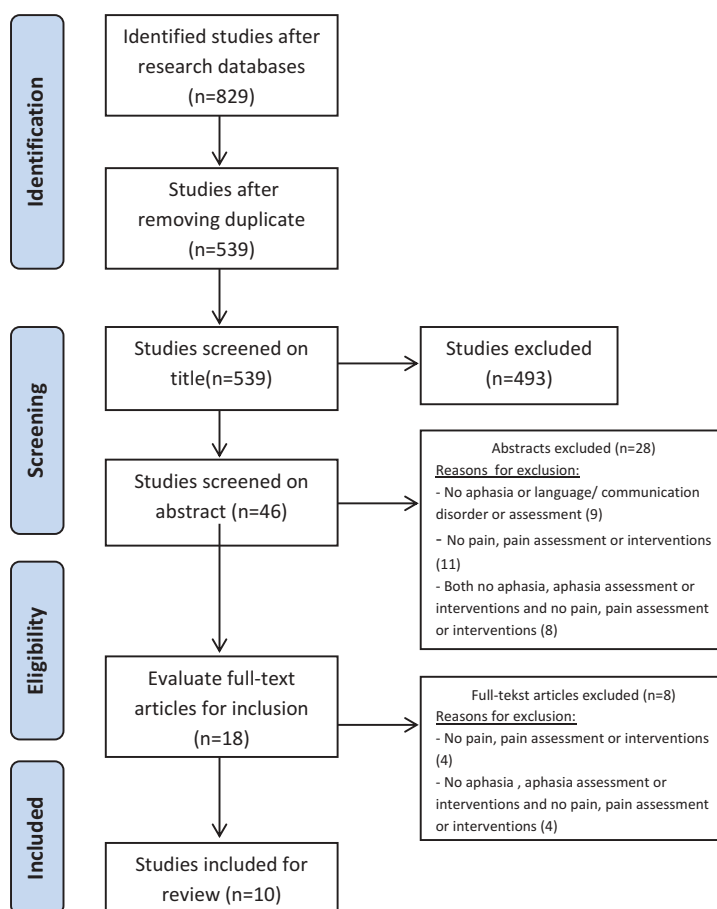 Identification
Identified studies after
research databases
(n=829)
Studies after
removing duplicate
(n=539)
Screening
Studies screened on
title(n=539)
Studies excluded
(n=493)
Studies screened on
abstract (n=46)
Abstracts excluded (n=28)
Reasons for exclusion:
- No aphasia or language/ communication
disorder or assessment (9)
- No pain, pain assessment or interventions
(11)
- Both no aphasia, aphasia assessment or
interventions and no pain, pain assessment
or interventions (8)
Eligibility
Evaluate full-text
articles for inclusion
(n=18)
Full-tekst articles excluded (n=8)
Reasons for exclusion:
- No pain, pain assessment or interventions
(4)
- No aphasia , aphasia assessment or
interventions and no pain, pain assessment
or interventions (4)
Included
Studies included for
review (n=10)